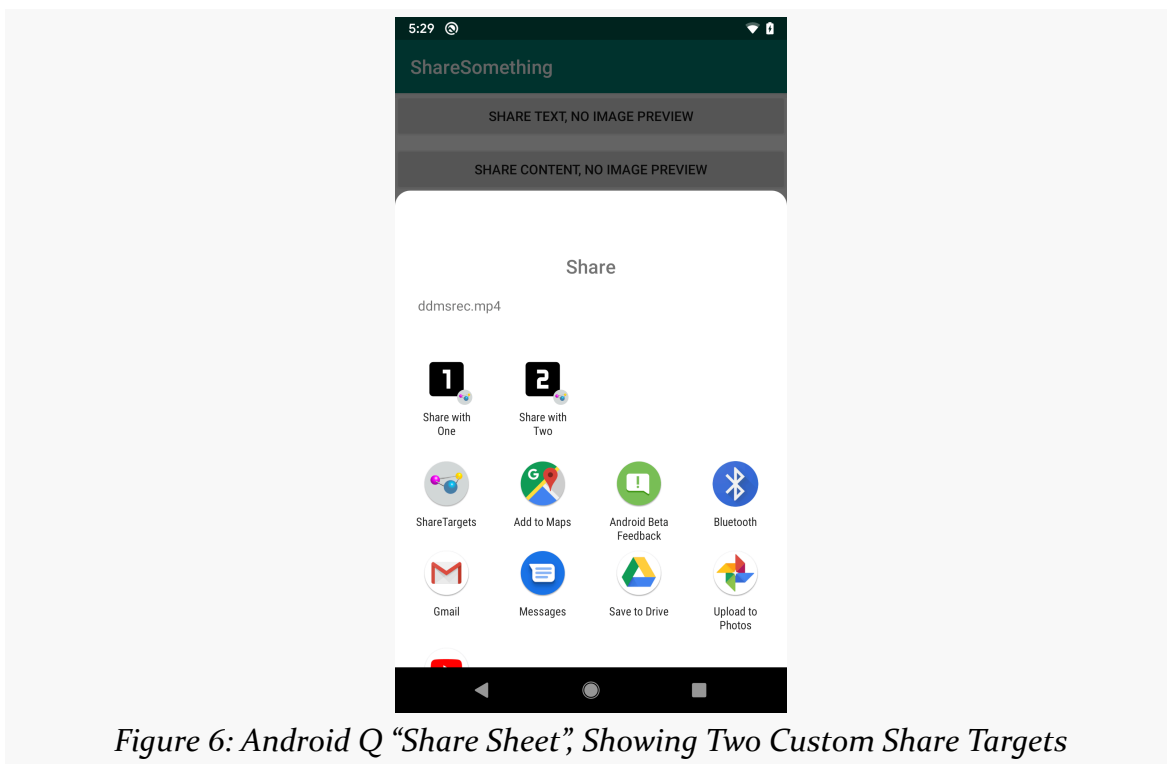 5:29
ShareSomething
SHARE TEXT, NO IMAGE PREVIEW
SHARE CONTENT, NO IMAGE PREVIEW
Share
ddmsrec.mp4
1 2
Share with Share with
One Two
G
ShareTargets Add to Maps Android Beta Bluetooth
Feedback
Gmail Messages Save to Drive Upload to
Photos
Figure 6: Android Q “Share Sheet”, Showing Two Custom Share Targets